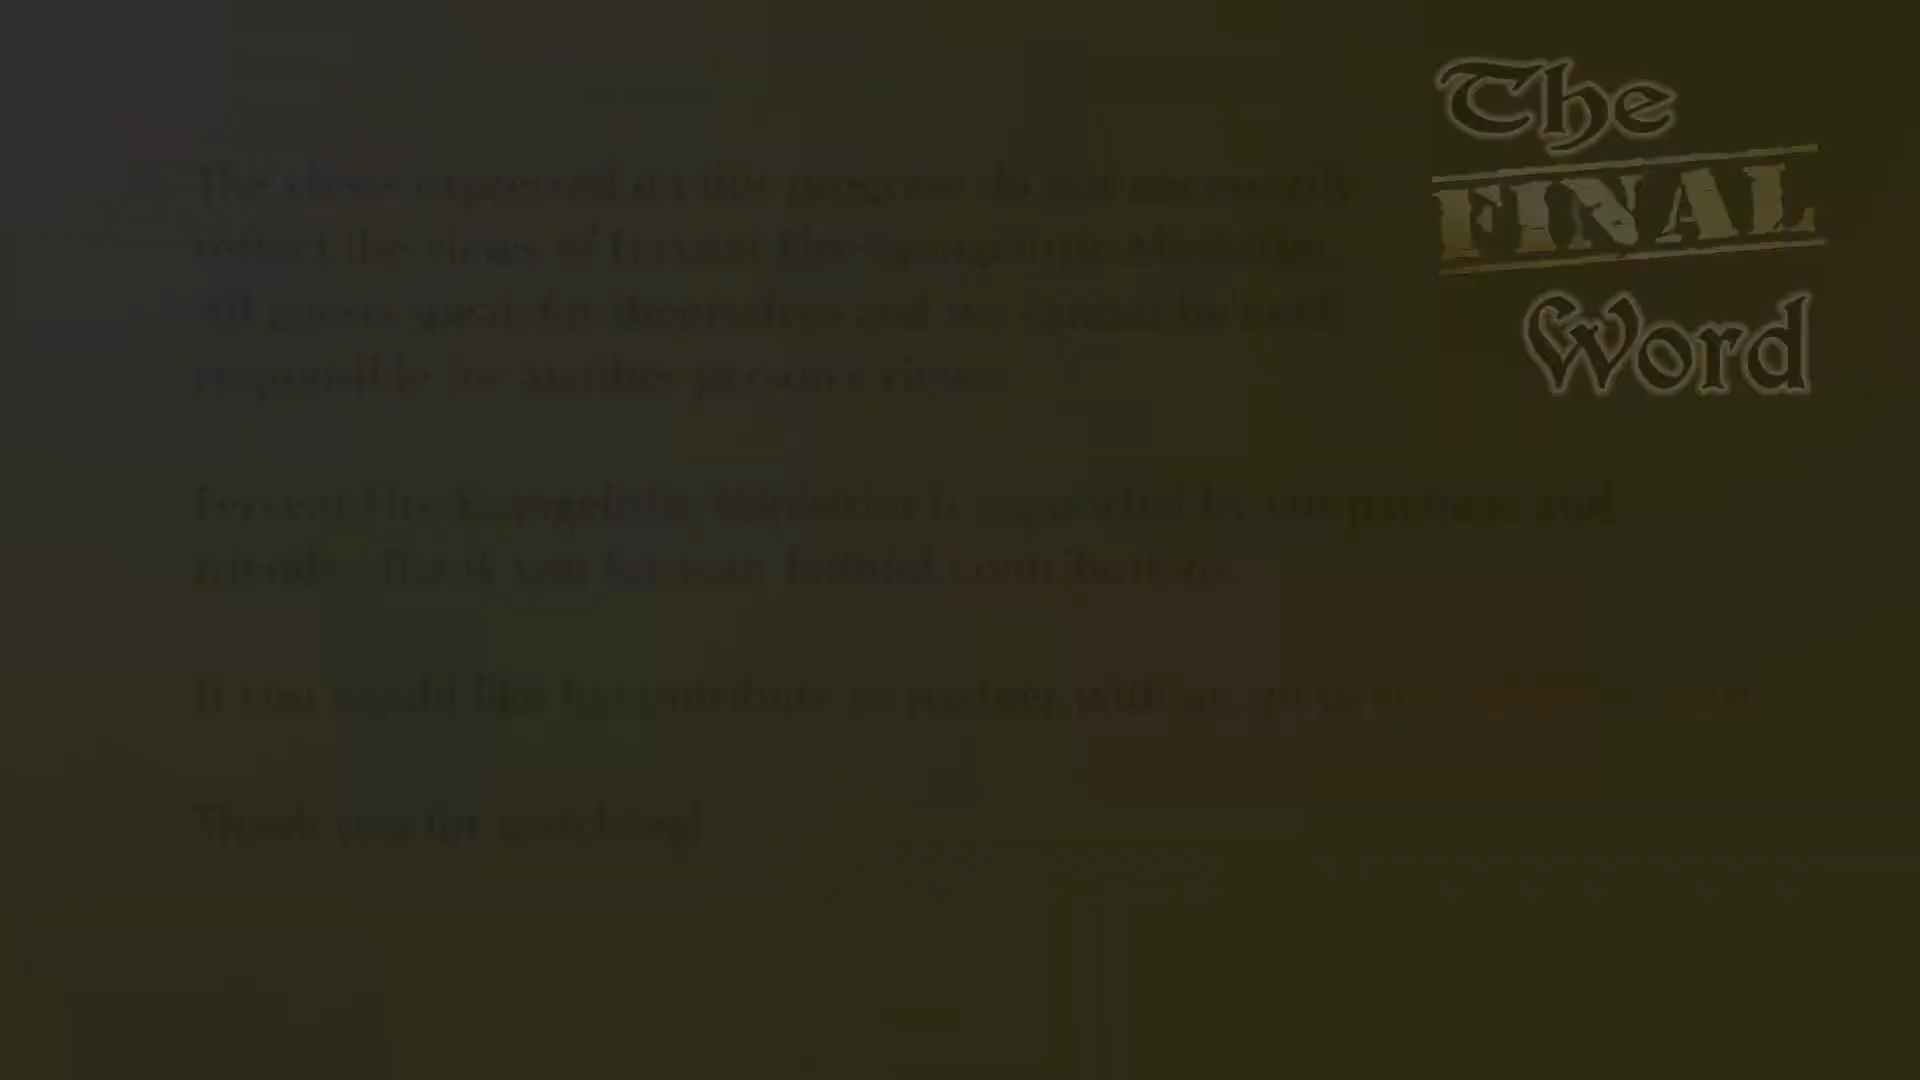 The
FINAL
Word
The views expressed on this program do not necessarily
reflect the views of Fervent Fire Evangelistic Ministries.
All guests speak for themselves and we cannot be held
responsible for another person's views.
Fervent Fire Evangelistic Ministries is supported by our partners and
friends. Thank you for your faithful contributions.
If you would like to contribute or partner with us, go to
Thank you for watching!